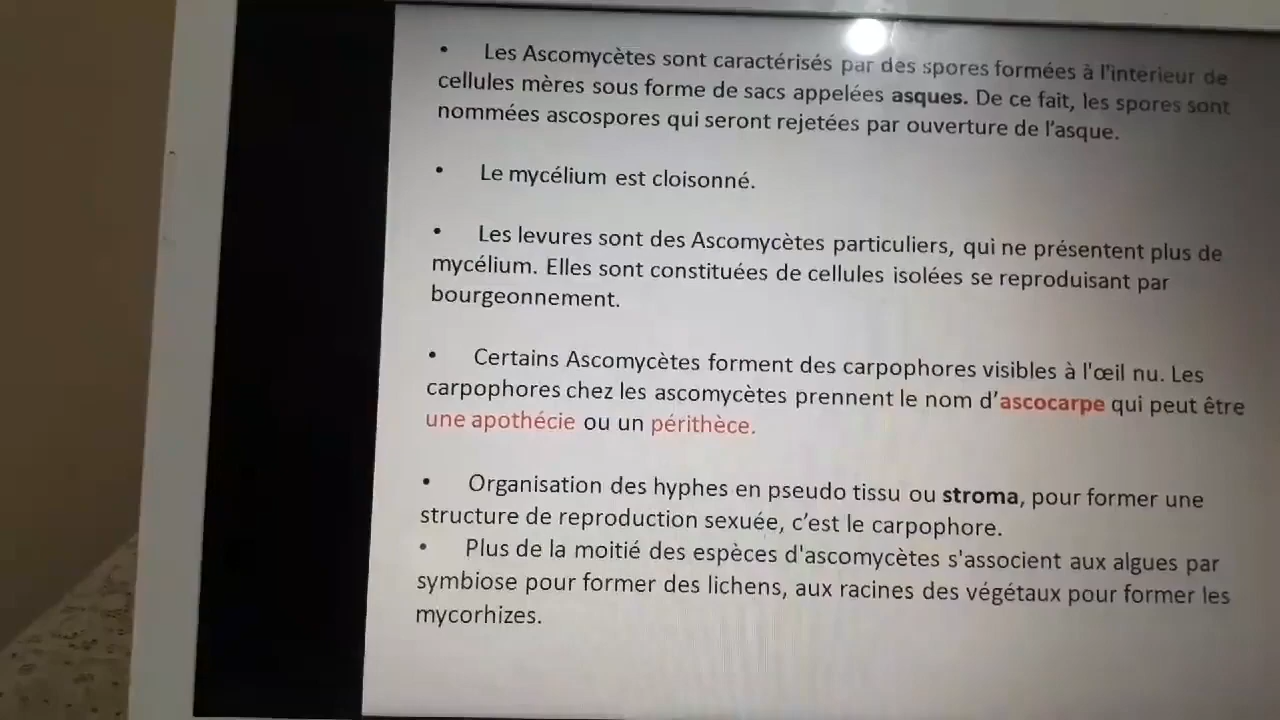 • Les Ascomycètes sont caractérisés par des spores formées à l'intérieur de
cellules mères sous forme de sacs appelées asques. De ce fait, les spores sont
nommées ascospores qui seront rejetées par ouverture de l'asque.
• Le mycélium est cloisonné.
• Les levures sont des Ascomycètes particuliers, qui ne présentent plus de
mycélium. Elles sont constituées de cellules isolées se reproduisant par
bourgeonnement.
• Certains Ascomycètes forment des carpophores visibles à l'œil nu. Les
carpophores chez les ascomycètes prennent le nom d'ascocarpe qui peut être
une apothécie ou un périthèce.
• Organisation des hyphes en pseudo tissu ou stroma, pour former une
structure de reproduction sexuée, c'est le carpophore.
• Plus de la moitié des espèces d'ascomycètes s'associent aux algues par
symbiose pour former des lichens, aux racines des végétaux pour former les
mycorhizes.